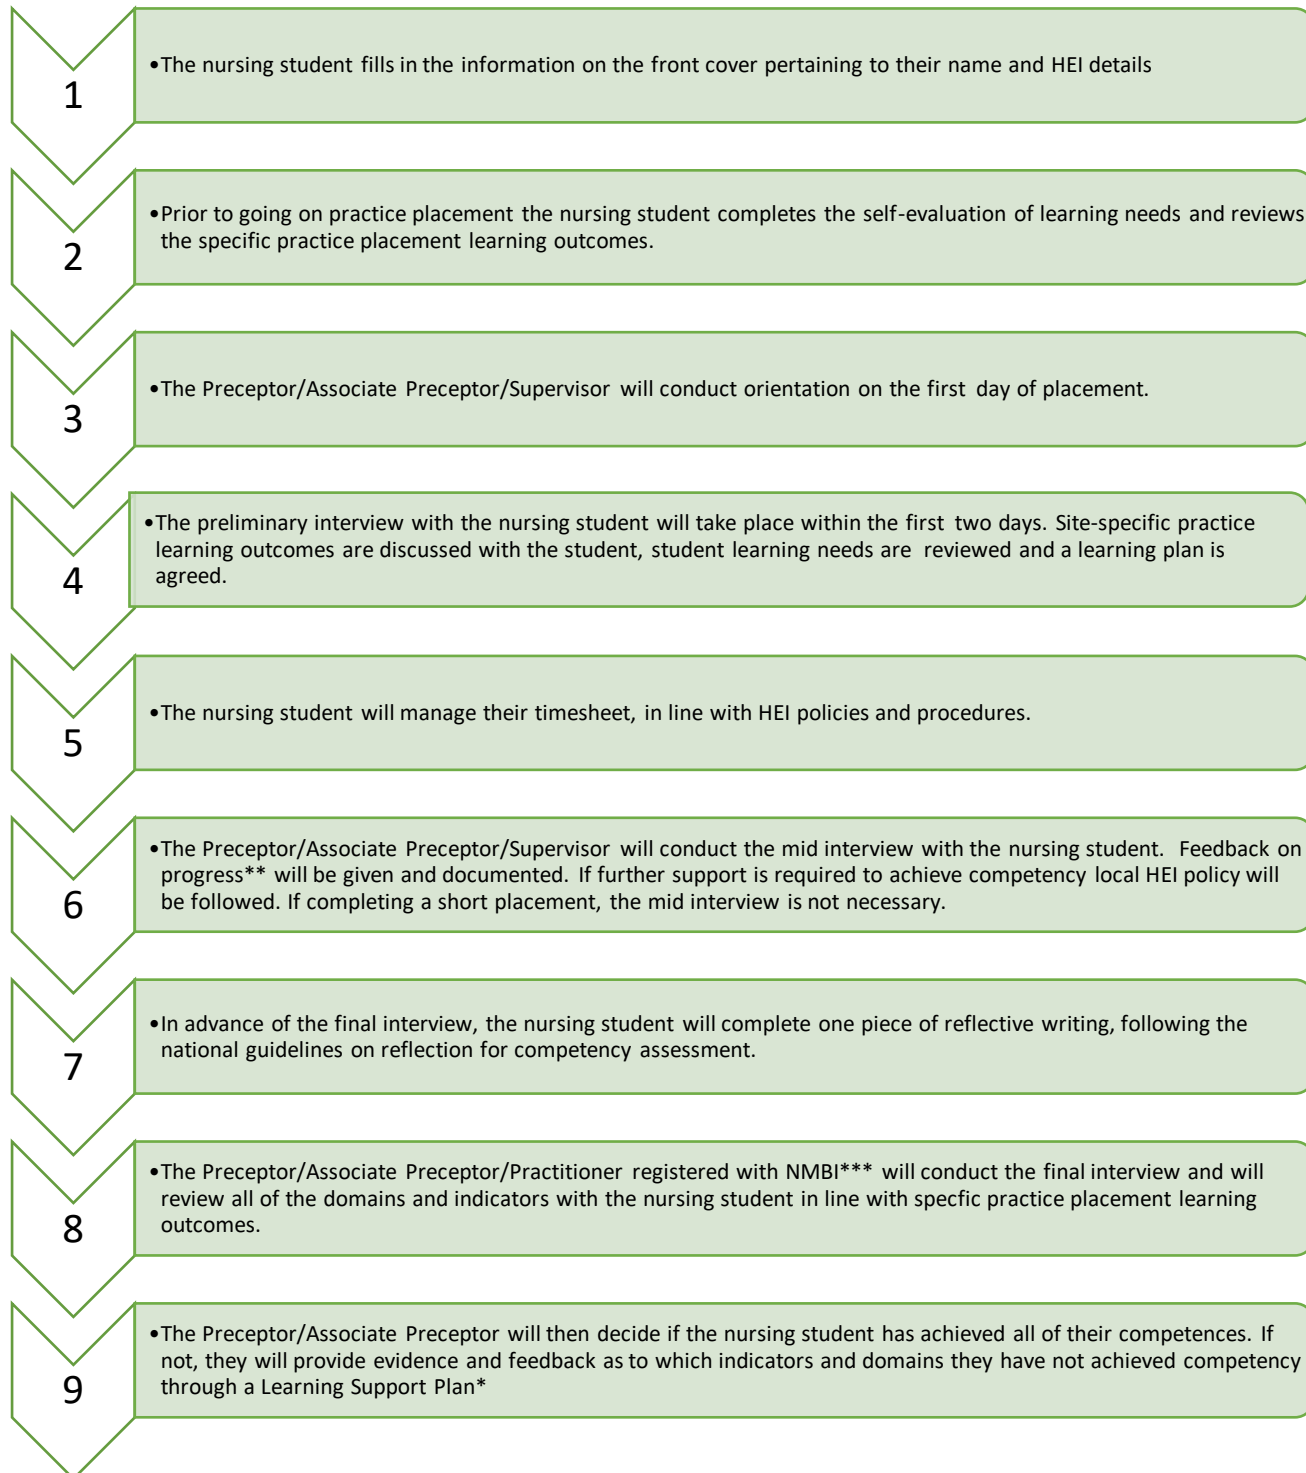 1
•The nursing student fills in the information on the front cover pertaining to their name and HEI details
2
•Prior to going on practice placement the nursing student completes the self-evaluation of learning needs and reviews
the specific practice placement learning outcomes.
3
•The Preceptor/Associate Preceptor/Supervisor will conduct orientation on the first day of placement.
4
•The preliminary interview with the nursing student will take place within the first two days. Site-specific practice
learning outcomes are discussed with the student, student learning needs are reviewed and a learning plan is
agreed.
5
•The nursing student will manage their timesheet, in line with HEI policies and procedures.
6
•The Preceptor/Associate Preceptor/Supervisor will conduct the mid interview with the nursing student. Feedback on
progress** will be given and documented. If further support is required to achieve competency local HEI policy will
be followed. If completing a short placement, the mid interview is not necessary.
7
•In advance of the final interview, the nursing student will complete one piece of reflective writing, following the
national guidelines on reflection for competency assessment.
8
•The Preceptor/Associate Preceptor/Practitioner registered with NMBI*** will conduct the final interview and will
review all of the domains and indicators with the nursing student in line with specfic practice placement learning
outcomes.
9
•The Preceptor/Associate Preceptor will then decide if the nursing student has achieved all of their competences. If
not, they will provide evidence and feedback as to which indicators and domains they have not achieved competency
through a Learning Support Plan*